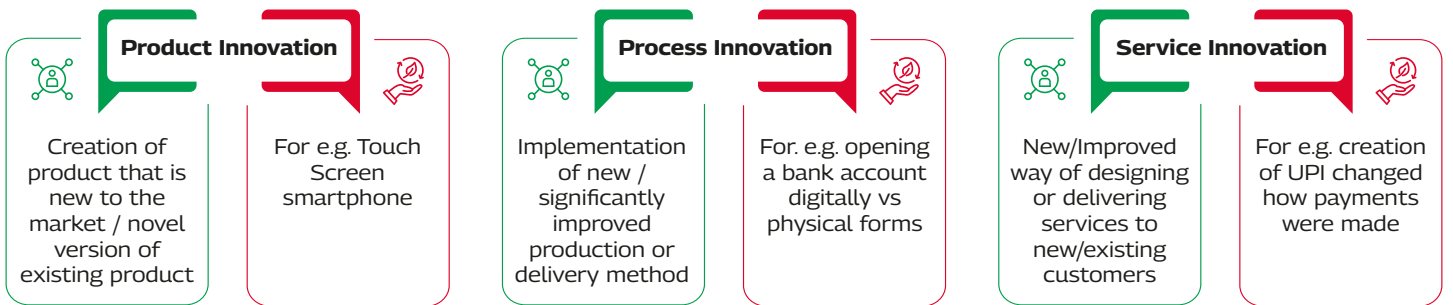 Product Innovation
Creation of
product that is
new to the
market / novel
version of
existing product
For e.g. Touch
Screen
smartphone
Process Innovation
Implementation
of new /
significantly
improved
production or
delivery method
For. e.g. opening
a bank account
digitally vs
physical forms
Service Innovation
New/Improved
way of designing
or delivering
services to
new/existing
customers
For e.g. creation
of UPI changed
how payments
were made